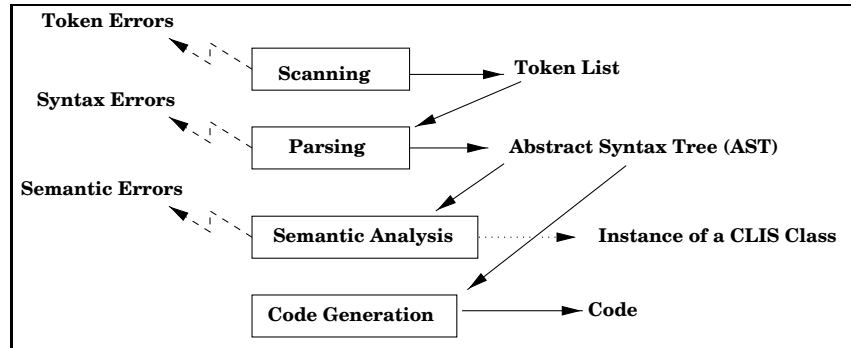 Token Errors
Scanning
Token List
Syntax Errors
Parsing
Abstract Syntax Tree (AST)
Semantic Errors
Semantic Analysis
Instance of a CLIS Class
Code Generation
Code